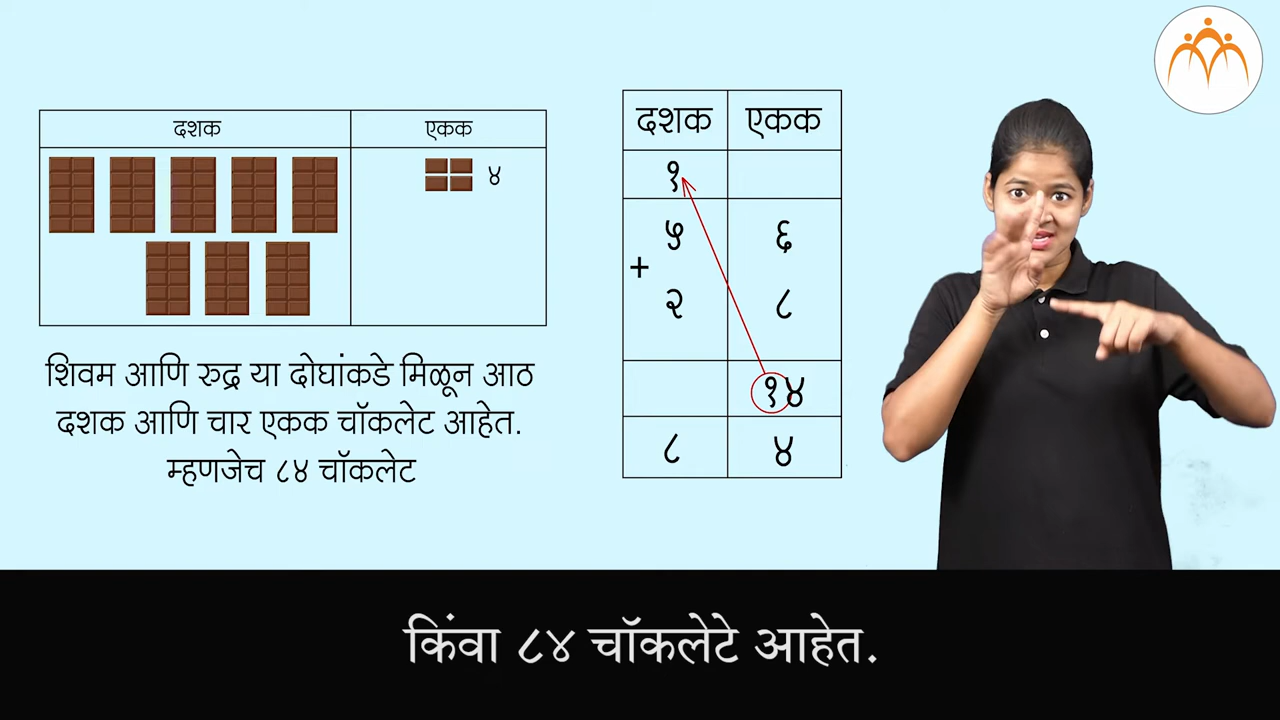 दशक एकक
४
शिवम आणि रुद्र या दोघांकडे मिळून आठ
दशक आणि चार एकक चॉकलेट आहेत.
म्हणजेच ८४ चॉकलेट
दशक एकक
१
५ ६
+
२ ८
१४
८ ४
किंवा ८४ चॉकलेटे आहेत.